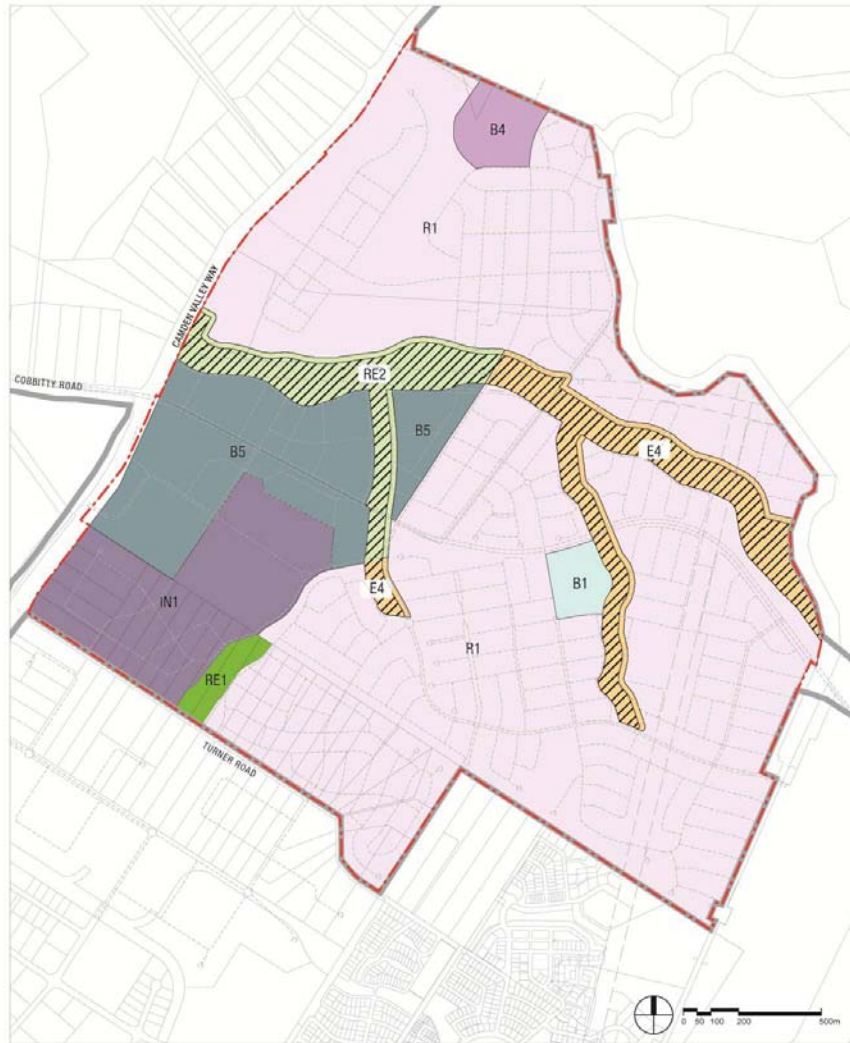 B4
R1
CAMDEN VALLEY WAY
COBBITTY ROAD
RE2
B5
B5
E4
E4
B1
IN1
R1
RE1
TURNER ROAD
0 50 100 200 500m